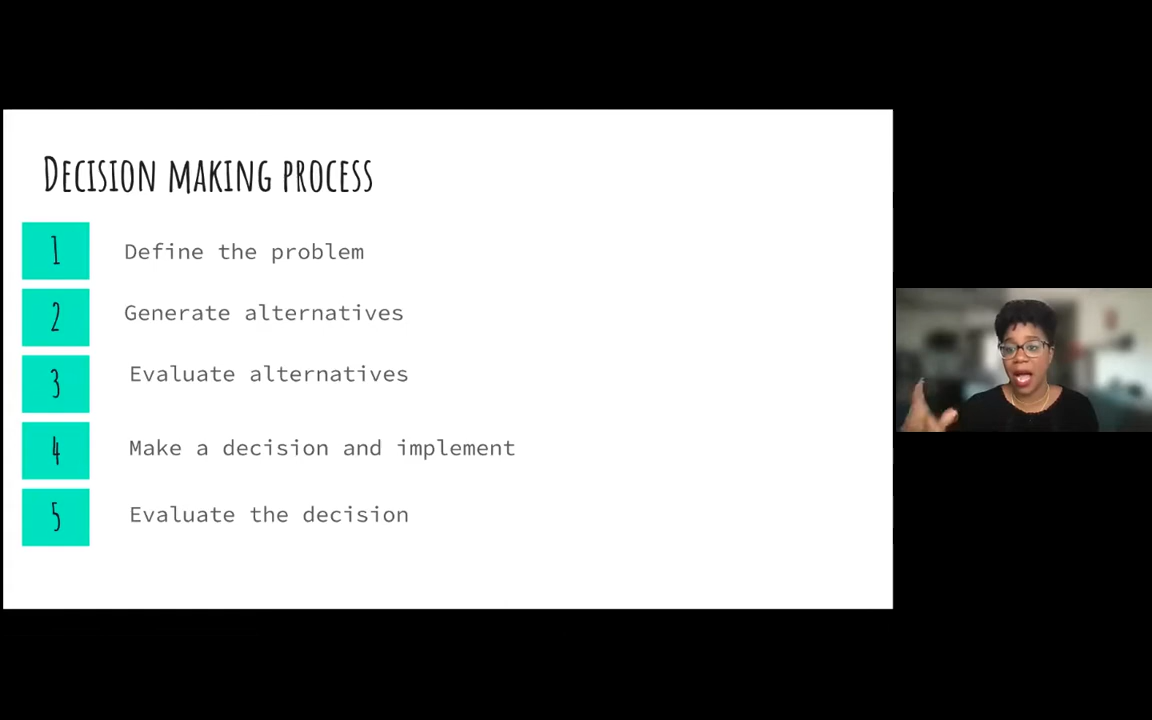 Decision making process
1 Define the problem
2 Generate alternatives
3 Evaluate alternatives
4 Make a decision and implement
5 Evaluate the decision